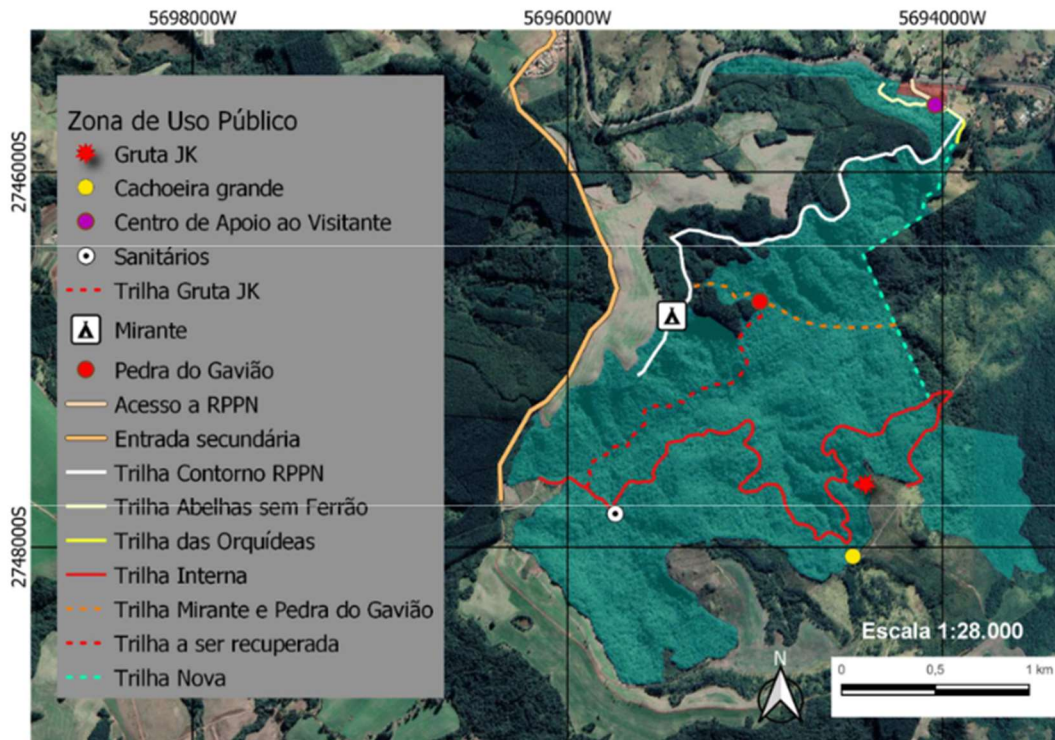 5698000W
5696000W
5694000W
2746000S
2748000S
Zona de Uso Público
Gruta JK
Cachoeira grande
Centro de Apoio ao Visitante
Sanitários
Trilha Gruta JK
Mirante
Pedra do Gavião
Acesso a RPPN
Entrada secundária
Trilha Contorno RPPN
Trilha Abelhas sem Ferrão
Trilha das Orquídeas
Trilha Interna
Trilha Mirante e Pedra do Gavião
Trilha a ser recuperada
Trilha Nova
Escala 1:28.000
N
0 0,5 1 km